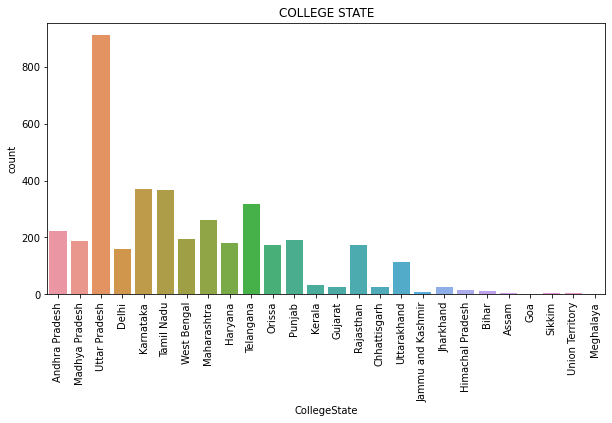 COLLEGE STATE
count
800
600
400
200
0
Andhra Pradesh
Madhya Pradesh
Uttar Pradesh
Delhi
Karnataka
Tamil Nadu
West Bengal
Maharashtra
Haryana
Telangana
Orissa
Punjab
Kerala
Gujarat
Rajasthan
Chhattisgarh
Uttarakhand
Jammu and Kashmir
Jharkhand
Himachal Pradesh
Bihar
Assam
Goa
Sikkim
Union Territory
Meghalaya
CollegeState